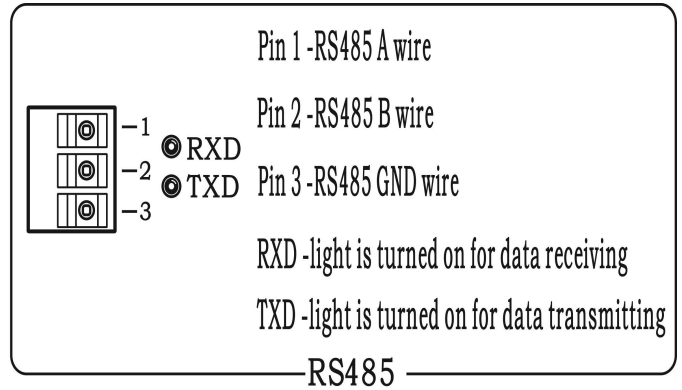 Pin 1 -RS485 A wire
Pin 2 -RS485 B wire
-1
RXD
-2
TXD
Pin 3 -RS485 GND wire
-3
RXD -light is turned on for data receiving
TXD -light is turned on for data transmitting
RS485